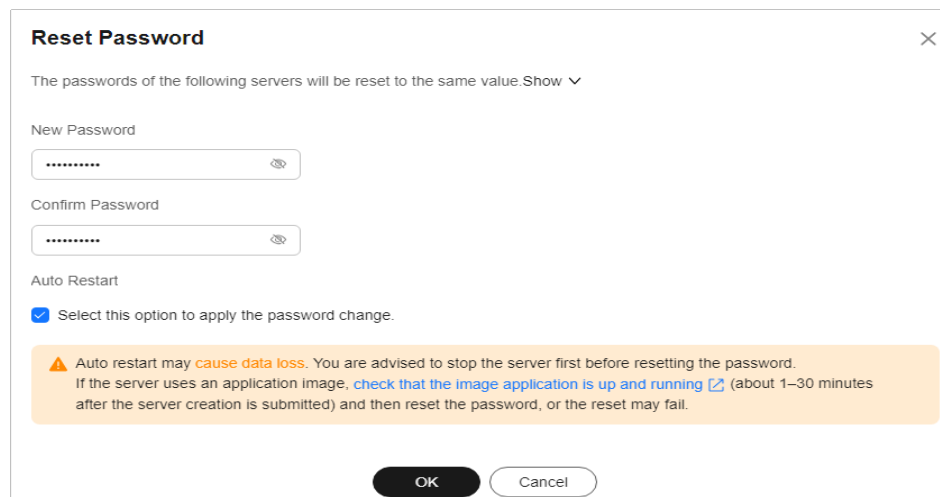 Reset Password
The passwords of the following servers will be reset to the same value.Show
New Password
••••••••••
Confirm Password
••••••••••
Auto Restart
Select this option to apply the password change.
Auto restart may cause data loss. You are advised to stop the server first before resetting the password.
If the server uses an application image, check that the image application is up and running (about 1–30 minutes
after the server creation is submitted) and then reset the password, or the reset may fail.
OK Cancel